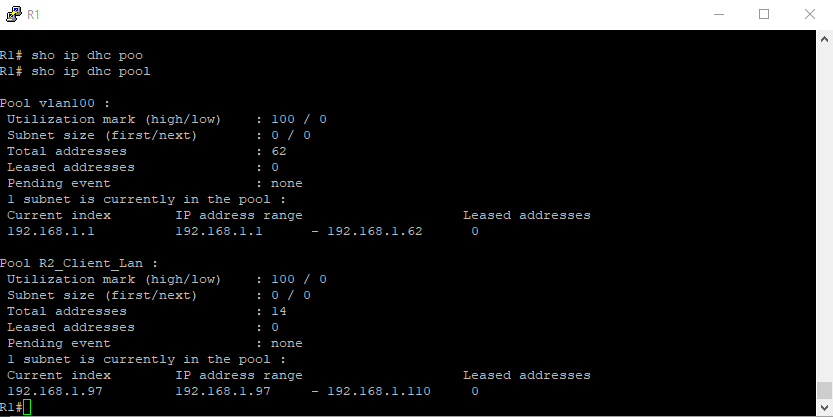 R1
R1# sho ip dhc poo
R1# sho ip dhc pool
Pool vlan100 :
 Utilization mark (high/low)    : 100 / 0
 Subnet size (first/next)       : 0 / 0
 Total addresses                : 62
 Leased addresses               : 0
 Pending event                  : none
 1 subnet is currently in the pool :
 Current index        IP address range                    Leased addresses
 192.168.1.1          192.168.1.1      - 192.168.1.62      0
Pool R2_Client_Lan :
 Utilization mark (high/low)    : 100 / 0
 Subnet size (first/next)       : 0 / 0
 Total addresses                : 14
 Leased addresses               : 0
 Pending event                  : none
 1 subnet is currently in the pool :
 Current index        IP address range                    Leased addresses
 192.168.1.97         192.168.1.97     - 192.168.1.110     0
R1#